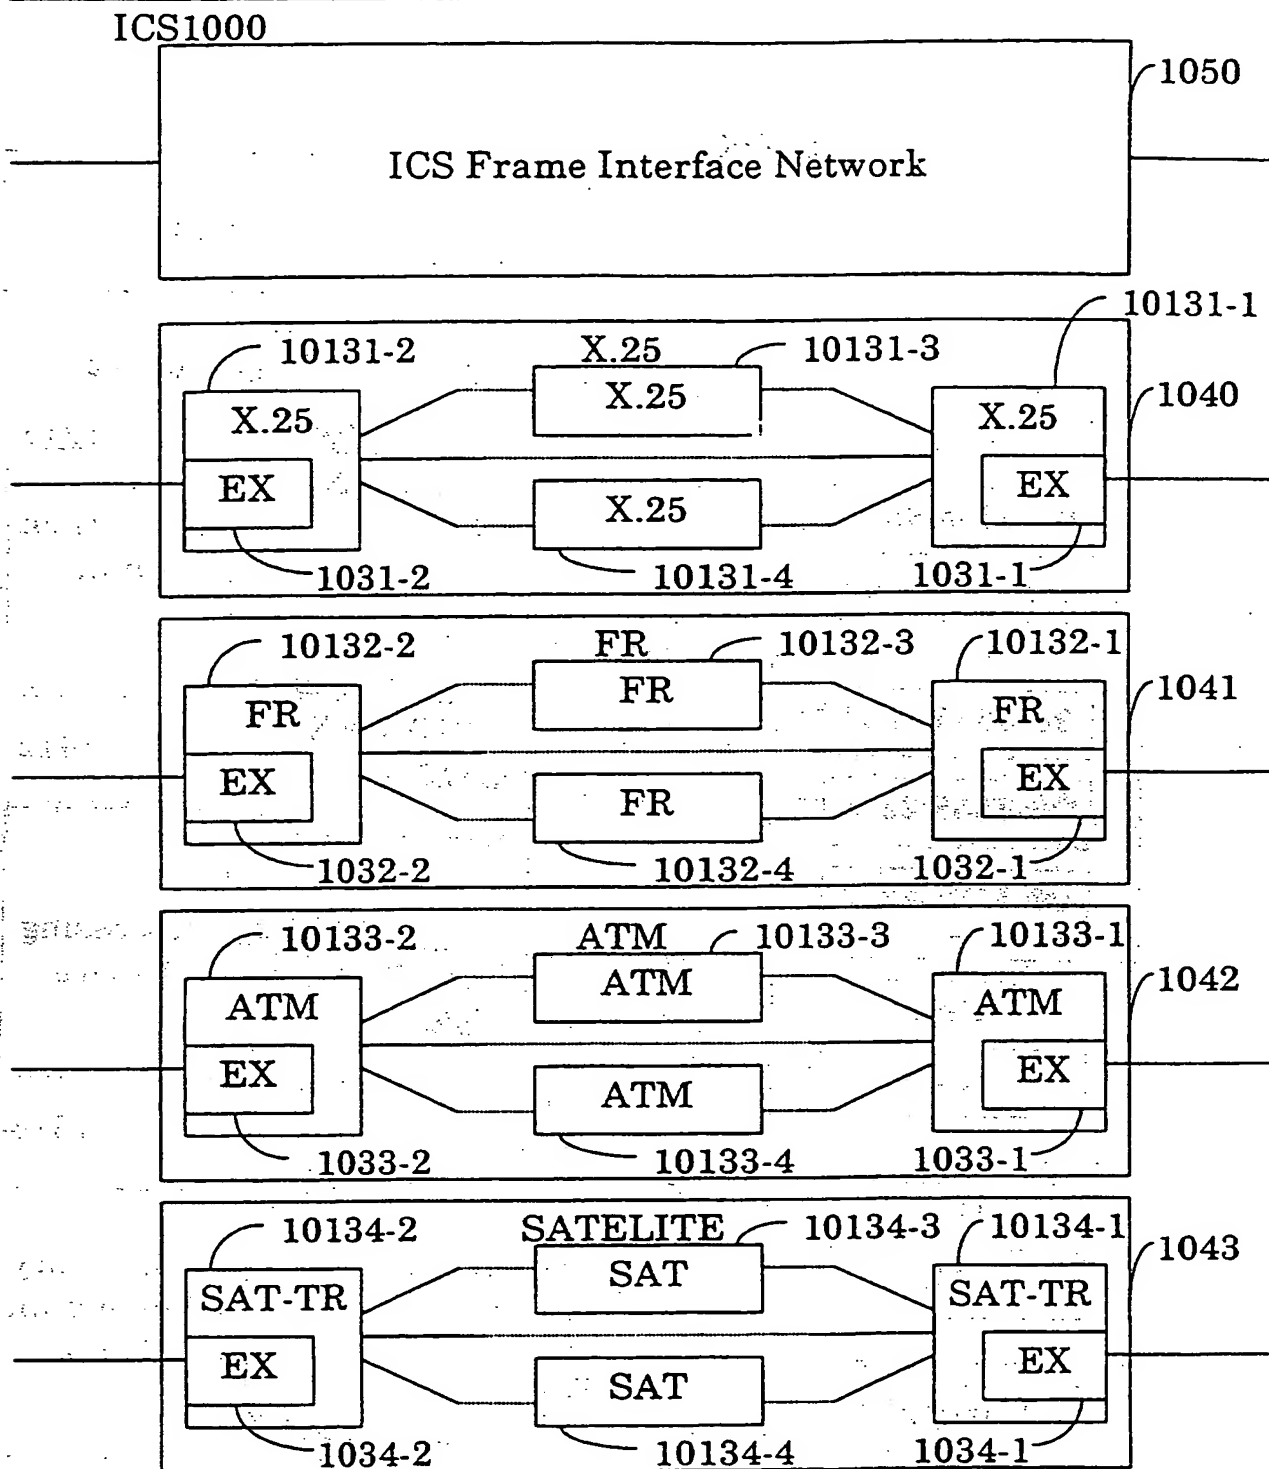 ICS1000
1050
ICS Frame Interface Network
10131-1
10131-2
X.25
10131-3
X.25
X.25
X.25
1040
EX
X.25
EX
1031-2
10131-4
1031-1
10132-2
FR
10132-3
10132-1
FR
FR
FR
1041
EX
FR
EX
1032-2
10132-4
1032-1
10133-2
ATM
10133-3
10133-1
ATM
ATM
ATM
1042
EX
ATM
EX
1033-2
10133-4
1033-1
10134-2
SATELITE
10134-3
10134-1
1043
SAT-TR
SAT
SAT-TR
EX
SAT
EX
1034-2
10134-4
1034-1